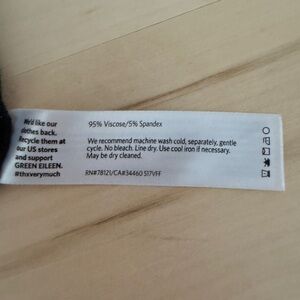 We'd like our
clothes back.
Recycle them at
our US stores
and support
GREEN EILEEN.
#thxverymuch
95% Viscose/5% Spandex
We recommend machine wash cold, separately, gentle
cycle. No bleach. Line dry. Use cool iron if necessary.
May be dry cleaned.
RN#78121/CA#34460 S17VFF